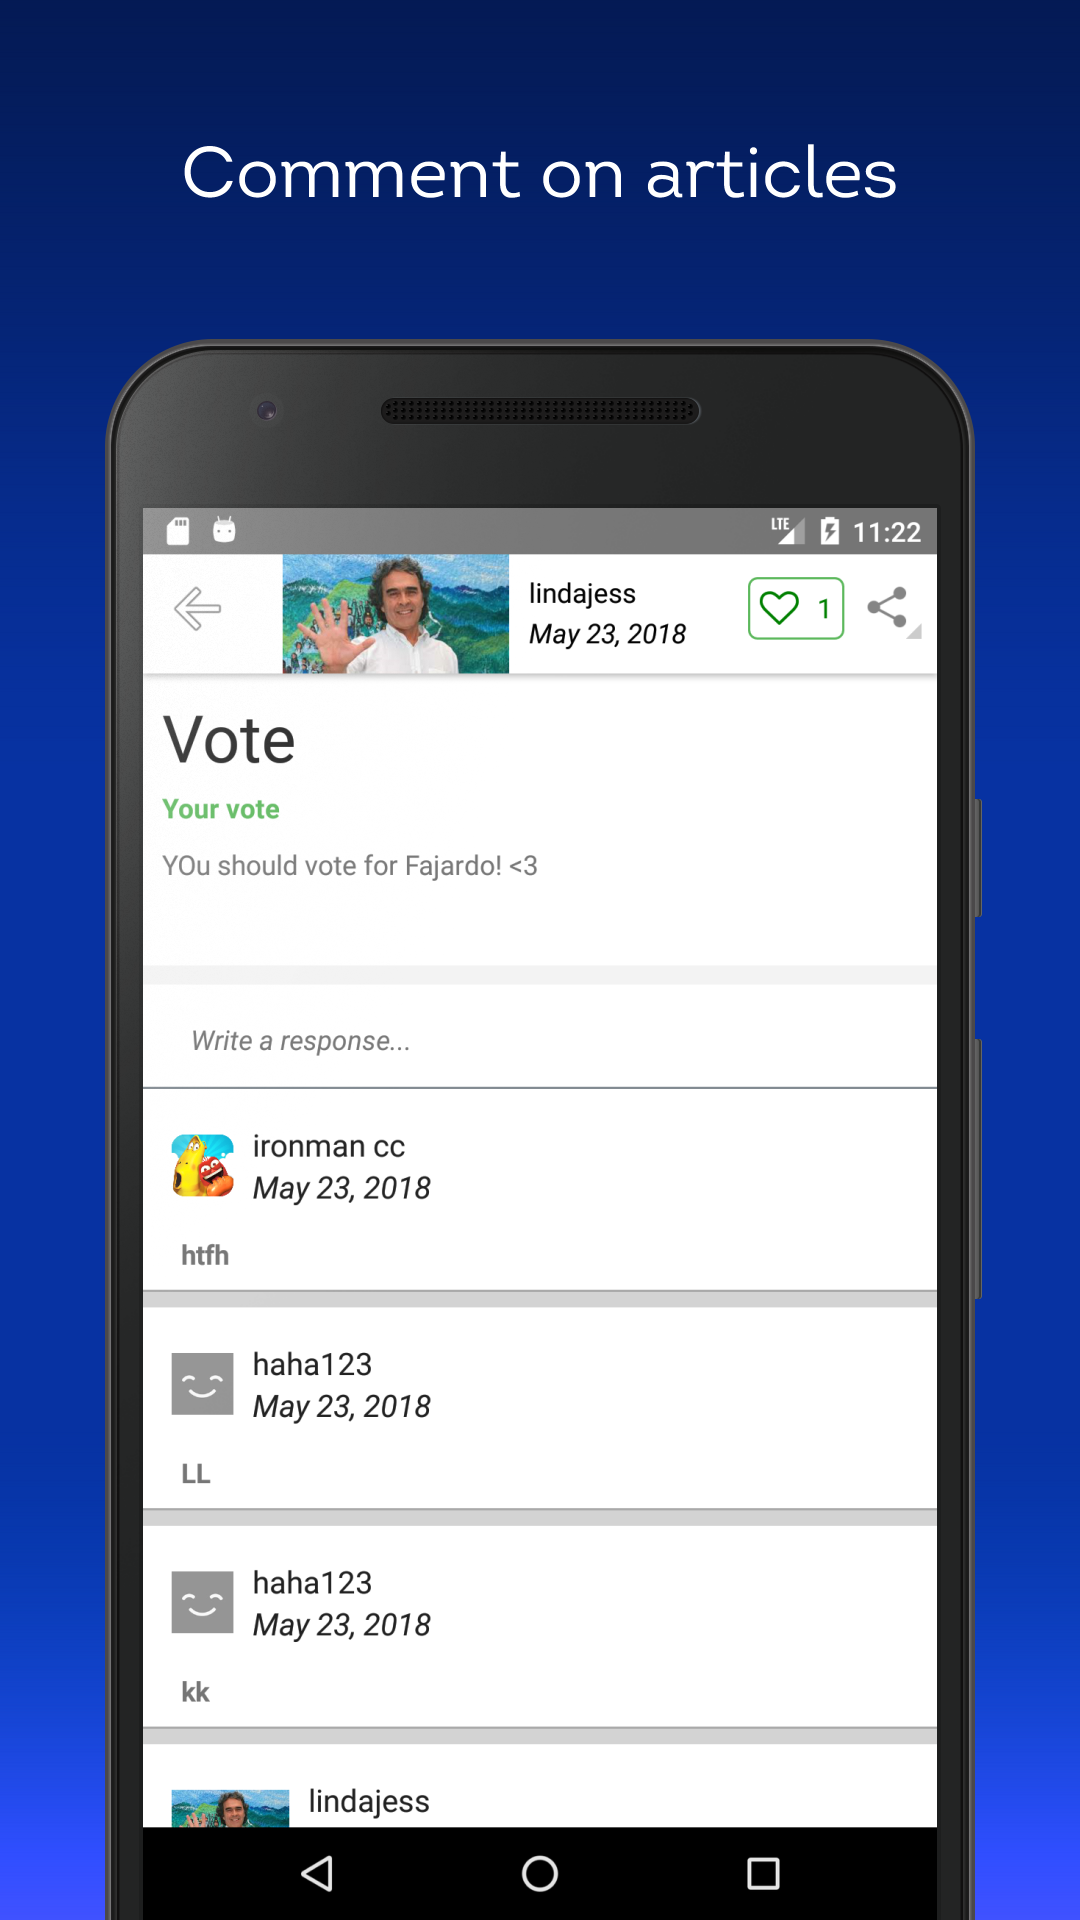 Comment on articles
LTE 11:22
lindajess
May 23, 2018
1
Vote
Your vote
YOu should vote for Fajardo! <3
Write a response...
ironman cc
May 23, 2018
htfh
haha123
May 23, 2018
LL
haha123
May 23, 2018
kk
lindajess